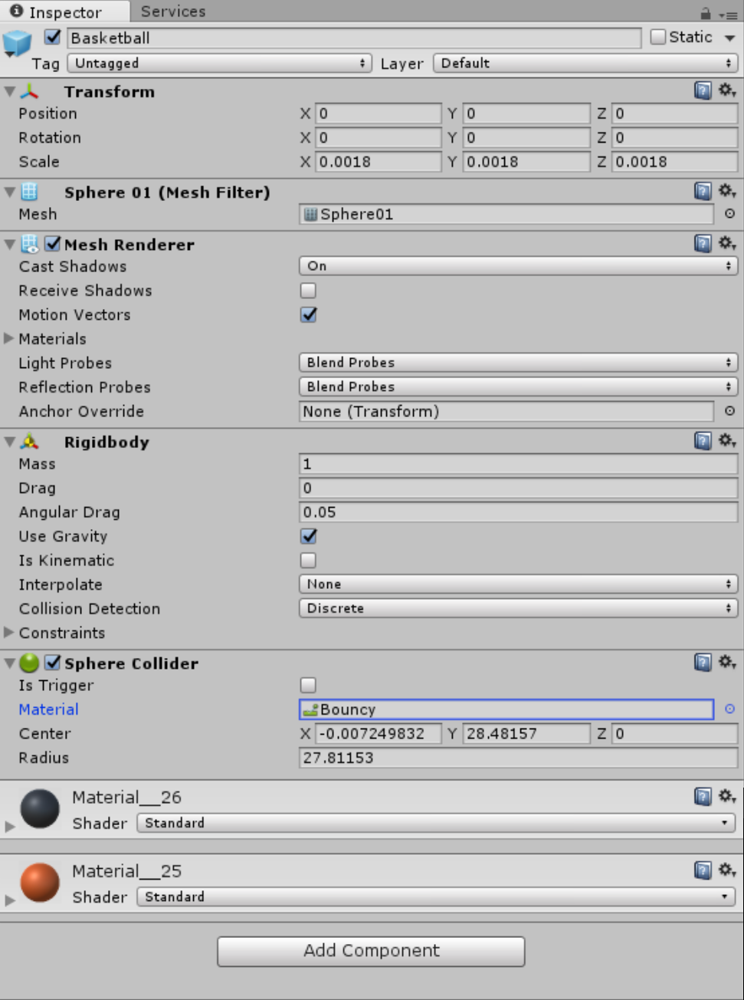 Inspector Services
Basketball Static
Tag Untagged Layer Default
Transform
Position X 0 Y 0 Z 0
Rotation X 0 Y 0 Z 0
Scale X 0.0018 Y 0.0018 Z 0.0018
Sphere 01 (Mesh Filter)
Mesh Sphere01
Mesh Renderer
Cast Shadows On
Receive Shadows
Motion Vectors
Materials
Light Probes Blend Probes
Reflection Probes Blend Probes
Anchor Override None (Transform)
Rigidbody
Mass 1
Drag 0
Angular Drag 0.05
Use Gravity
Is Kinematic
Interpolate None
Collision Detection Discrete
Constraints
Sphere Collider
Is Trigger
Material Bouncy
Center X -0.007249832 Y 28.48157 Z 0
Radius 27.81153
Material__26
Shader Standard
Material__25
Shader Standard
Add Component